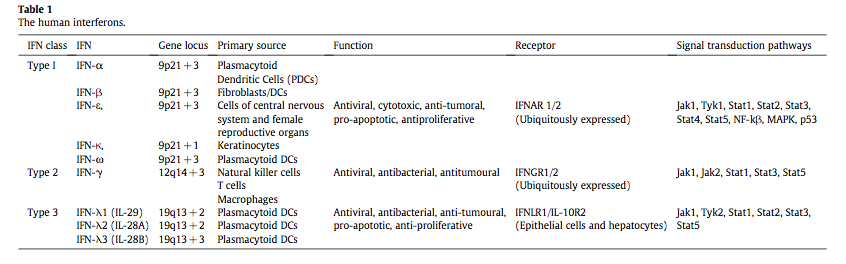 Table 1
The human interferons.
IFN class IFN Gene locus Primary source Function Receptor Signal transduction pathways
Type I IFN-α 9p21+3 Plasmacytoid
Dendritic Cells (PDCs)
IFN-β 9p21+3 Fibroblasts/DCs
IFN-ε, 9p21+3 Cells of central nervous Antiviral, cytotoxic, anti-tumoral, IFNAR 1/2 Jak1, Tyk1, Stat1, Stat2, Stat3,
system and female pro-apoptotic, antiproliferative (Ubiquitously expressed) Stat4, Stat5, NF-kβ, MAPK, p53
reproductive organs
IFN-κ, 9p21+1 Keratinocytes
IFN-ω 9p21+3 Plasmacytoid DCs
Type 2 IFN-γ 12q14+3 Natural killer cells Antiviral, antibacterial, antitumoural IFNGR1/2 Jak1, Jak2, Stat1, Stat3, Stat5
T cells (Ubiquitously expressed)
Macrophages
Type 3 IFN-λ1 (IL-29) 19q13+2 Plasmacytoid DCs Antiviral, antibacterial, anti-tumoural, IFNLR1/IL-10R2 Jak1, Tyk2, Stat1, Stat2, Stat3,
IFN-λ2 (IL-28A) 19q13+2 Plasmacytoid DCs pro-apototic, anti-proliferative (Epithelial cells and hepatocytes) Stat5
IFN-λ3 (IL-28B) 19q13+3 Plasmacytoid DCs